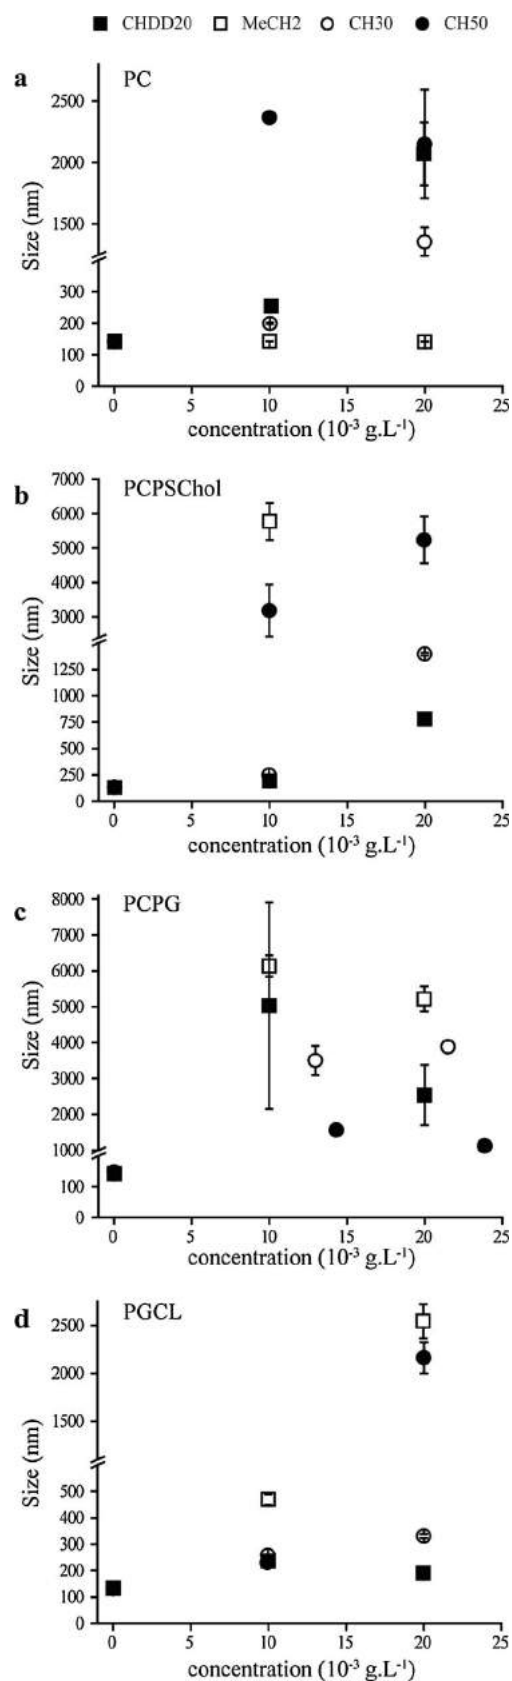 CHDD20 MeCH2 CH30 CH50
a PC
2500
2000
1500
300
200
100
0
Size (nm)
0 5 10 15 20 25
concentration (10⁻³ g.L⁻¹)
b PCPSChol
7000
6000
5000
4000
3000
1250
1000
750
500
250
0
Size (nm)
0 5 10 15 20 25
concentration (10⁻³ g.L⁻¹)
c PCPG
8000
7000
6000
5000
4000
3000
2000
1000
100
0
Size (nm)
0 5 10 15 20 25
concentration (10⁻³ g.L⁻¹)
d PGCL
2500
2000
1500
500
400
300
200
100
0
Size (nm)
0 5 10 15 20 25
concentration (10⁻³ g.L⁻¹)